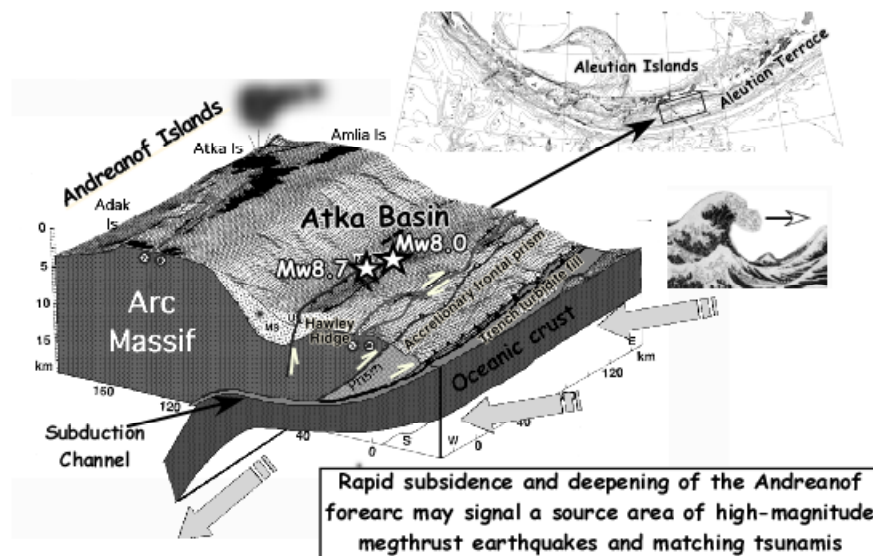 Aleutian Islands
Aleutian Terrace
Andreanof Islands
Atka Is
Amlia Is
Adak
Is
Atka Basin
Mw8.7
Mw8.0
0
5
10
15
km
Arc
Massif
MS
Hawley
Ridge
Prism
Accretionary frontal prism
Trench turbidite fill
Oceanic crust
160
120
40
0
S
W
0
40
120
E
km
Subduction
Channel
Rapid subsidence and deepening of the Andreanof
forearc may signal a source area of high-magnitude
megthrust earthquakes and matching tsunamis